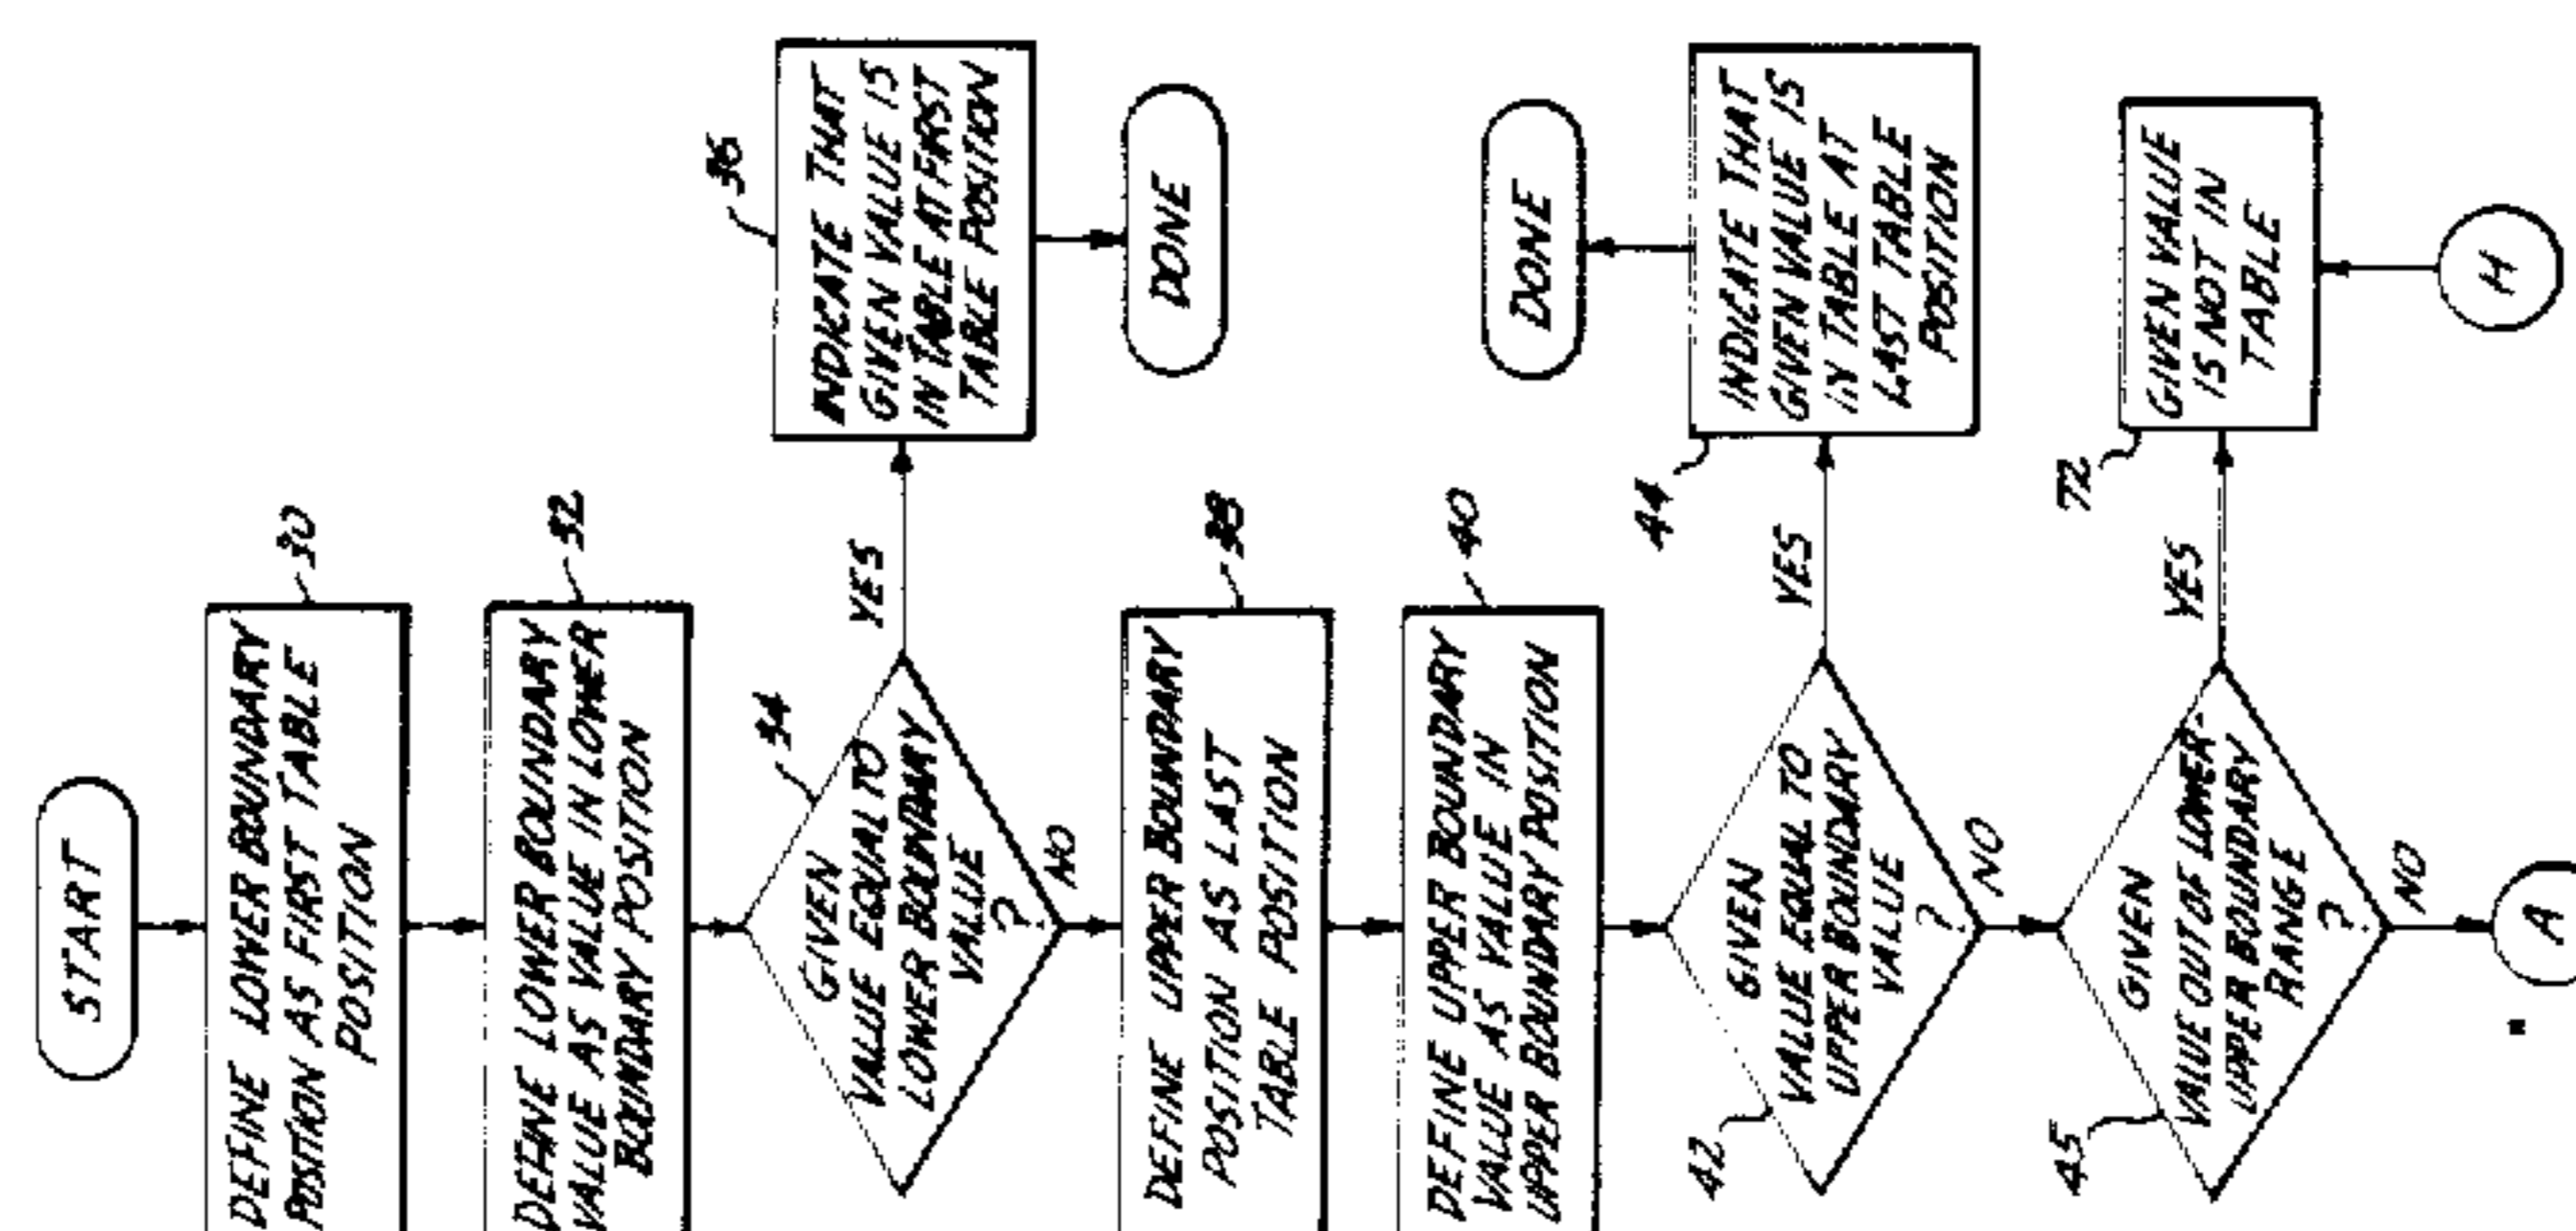 START
30
DEFINE LOWER BOUNDARY
POSITION AS FIRST TABLE
POSITION
32
DEFINE LOWER BOUNDARY
VALUE AS VALUE IN LOWER
BOUNDARY POSITION
34
GIVEN
VALUE EQUAL TO
LOWER BOUNDARY
VALUE
?
YES
NO
36
INDICATE THAT
GIVEN VALUE IS
IN TABLE AT FIRST
TABLE POSITION
DONE
38
DEFINE UPPER BOUNDARY
POSITION AS LAST
TABLE POSITION
40
DEFINE UPPER BOUNDARY
VALUE AS VALUE IN
UPPER BOUNDARY POSITION
42
GIVEN
VALUE EQUAL TO
UPPER BOUNDARY
VALUE
?
YES
NO
DONE
44
INDICATE THAT
GIVEN VALUE IS
IN TABLE AT
LAST TABLE
POSITION
45
GIVEN
VALUE OUT OF LOWER-
UPPER BOUNDARY
RANGE
?
YES
NO
72
GIVEN VALUE
IS NOT IN
TABLE
H
A